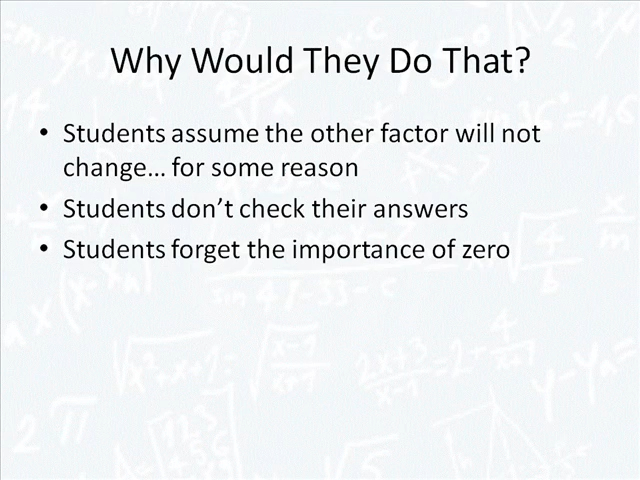 Why Would They Do That?
• Students assume the other factor will not
change… for some reason
• Students don’t check their answers
• Students forget the importance of zero